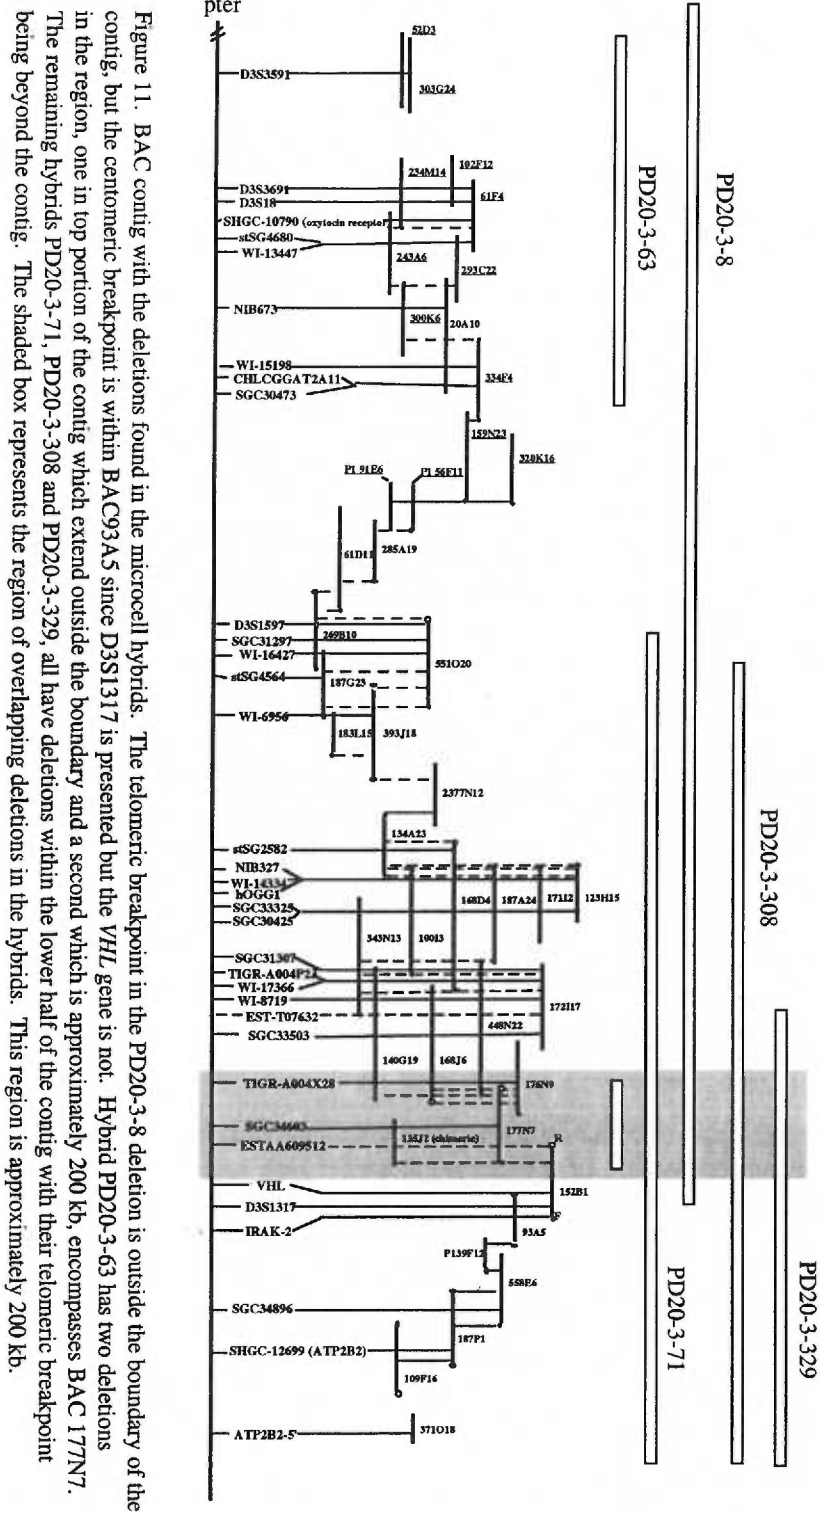 pter
52D3
D3S3591
303G24
102F12
234M14
D3S3691
61F4
D3S18
SHGC-10790 (oxytocin receptor)
stSG4680
WI-13447
243A6
293C22
NIB673
300K6
20A10
WI-15198
CHLCGGAT2A11
334F4
SGC30473
159N23
320K16
P1 91E6
P1 56F11
285A19
61D11
D3S1597
269B10
SGC31297
WI-16427
551O20
stSG4564
187G23
WI-6956
183L15
393J18
2377N12
134A23
stSG2582
NIB327
WI-14334
hOGG1
168D4
187A24
171I2
123H15
SGC33325
SGC30425
343N13
100I3
SGC31307
TIGR-A004P2
WI-17366
WI-8719
172I17
EST-T07632
448N22
SGC33503
140G19
168J6
TIGR-A004X28
176N9
SGC34603
177N7
135J2 (chimeric)
ESTAA609512
R
VHL
152B1
D3S1317
F
IRAK-2
93A5
P139F12
558E6
SGC34896
187P1
SHGC-12699 (ATP2B2)
109F16
ATP2B2-5'
371O18
PD20-3-63
PD20-3-8
PD20-3-308
PD20-3-71
PD20-3-329
Figure 11. BAC contig with the deletions found in the microcell hybrids. The telomeric breakpoint in the PD20-3-8 deletion is outside the boundary of the
contig, but the centomeric breakpoint is within BAC93A5 since D3S1317 is presented but the VHL gene is not. Hybrid PD20-3-63 has two deletions
in the region, one in top portion of the contig which extend outside the boundary and a second which is approximately 200 kb, encompasses BAC 177N7.
The remaining hybrids PD20-3-71, PD20-3-308 and PD20-3-329, all have deletions within the lower half of the contig with their telomeric breakpoint
being beyond the contig. The shaded box represents the region of overlapping deletions in the hybrids. This region is approximately 200 kb.